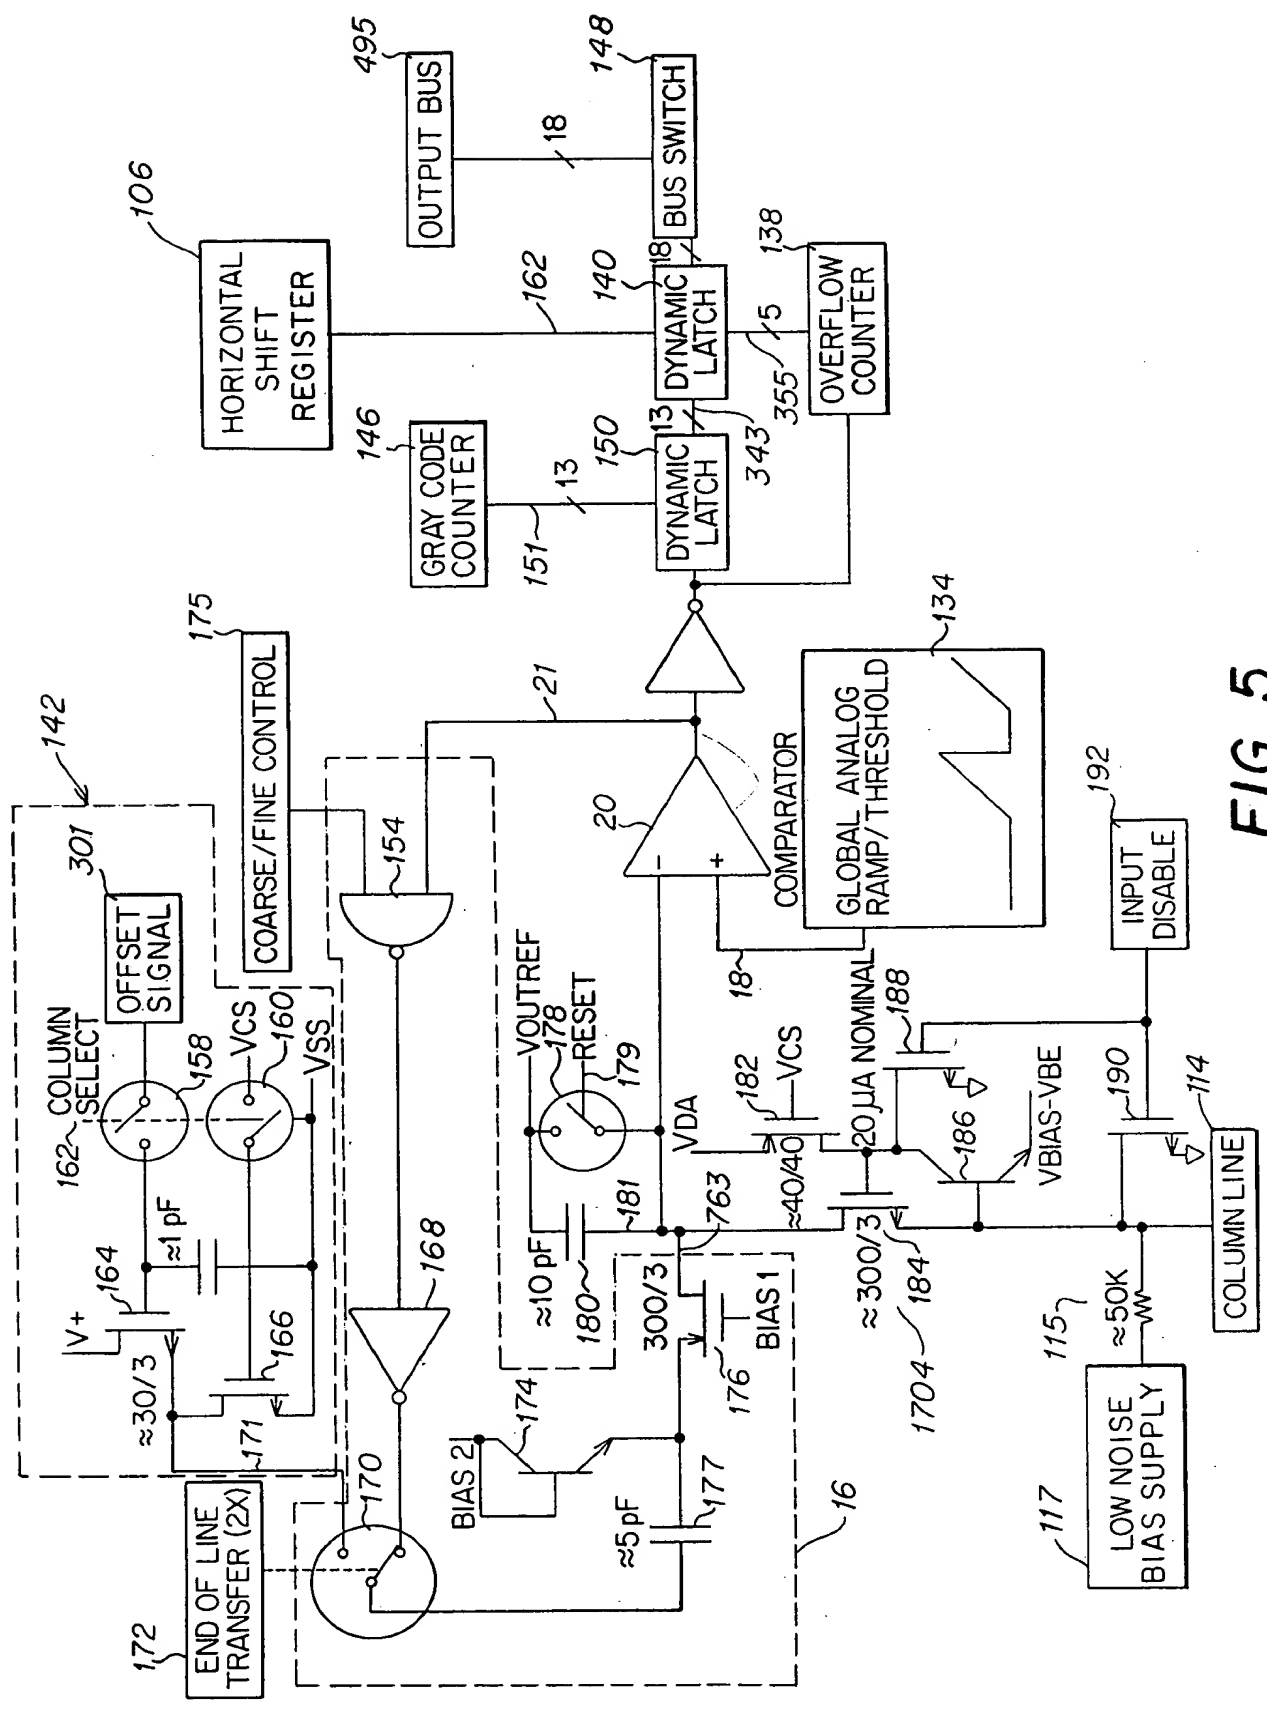 142
301
COLUMN
SELECT
162
OFFSET
SIGNAL
158
VCS
160
VSS
V+
164
≈1 pF
≈30/3
166
171
172
END OF LINE
TRANSFER (2X)
170
175
COARSE/FINE CONTROL
154
168
21
BIAS 2
174
≈5pF
177
16
300/3
176
BIAS 1
763
≈10 pF
180
181
VOUTREF
178
RESET
179
106
HORIZONTAL
SHIFT
REGISTER
162
495
OUTPUT BUS
18
148
BUS SWITCH
18
140
DYNAMIC
LATCH
146
GRAY CODE
COUNTER
151
13
150
DYNAMIC
LATCH
13
343
355
5
138
OVERFLOW
COUNTER
20
−
+
COMPARATOR
18
GLOBAL ANALOG
RAMP/THRESHOLD
134
VDA
182
VCS
≈40/40
20 µA NOMINAL
188
186
VBIAS-VBE
≈300/3
184
1704
190
192
INPUT
DISABLE
114
COLUMN LINE
115
≈50K
117
LOW NOISE
BIAS SUPPLY
FIG. 5